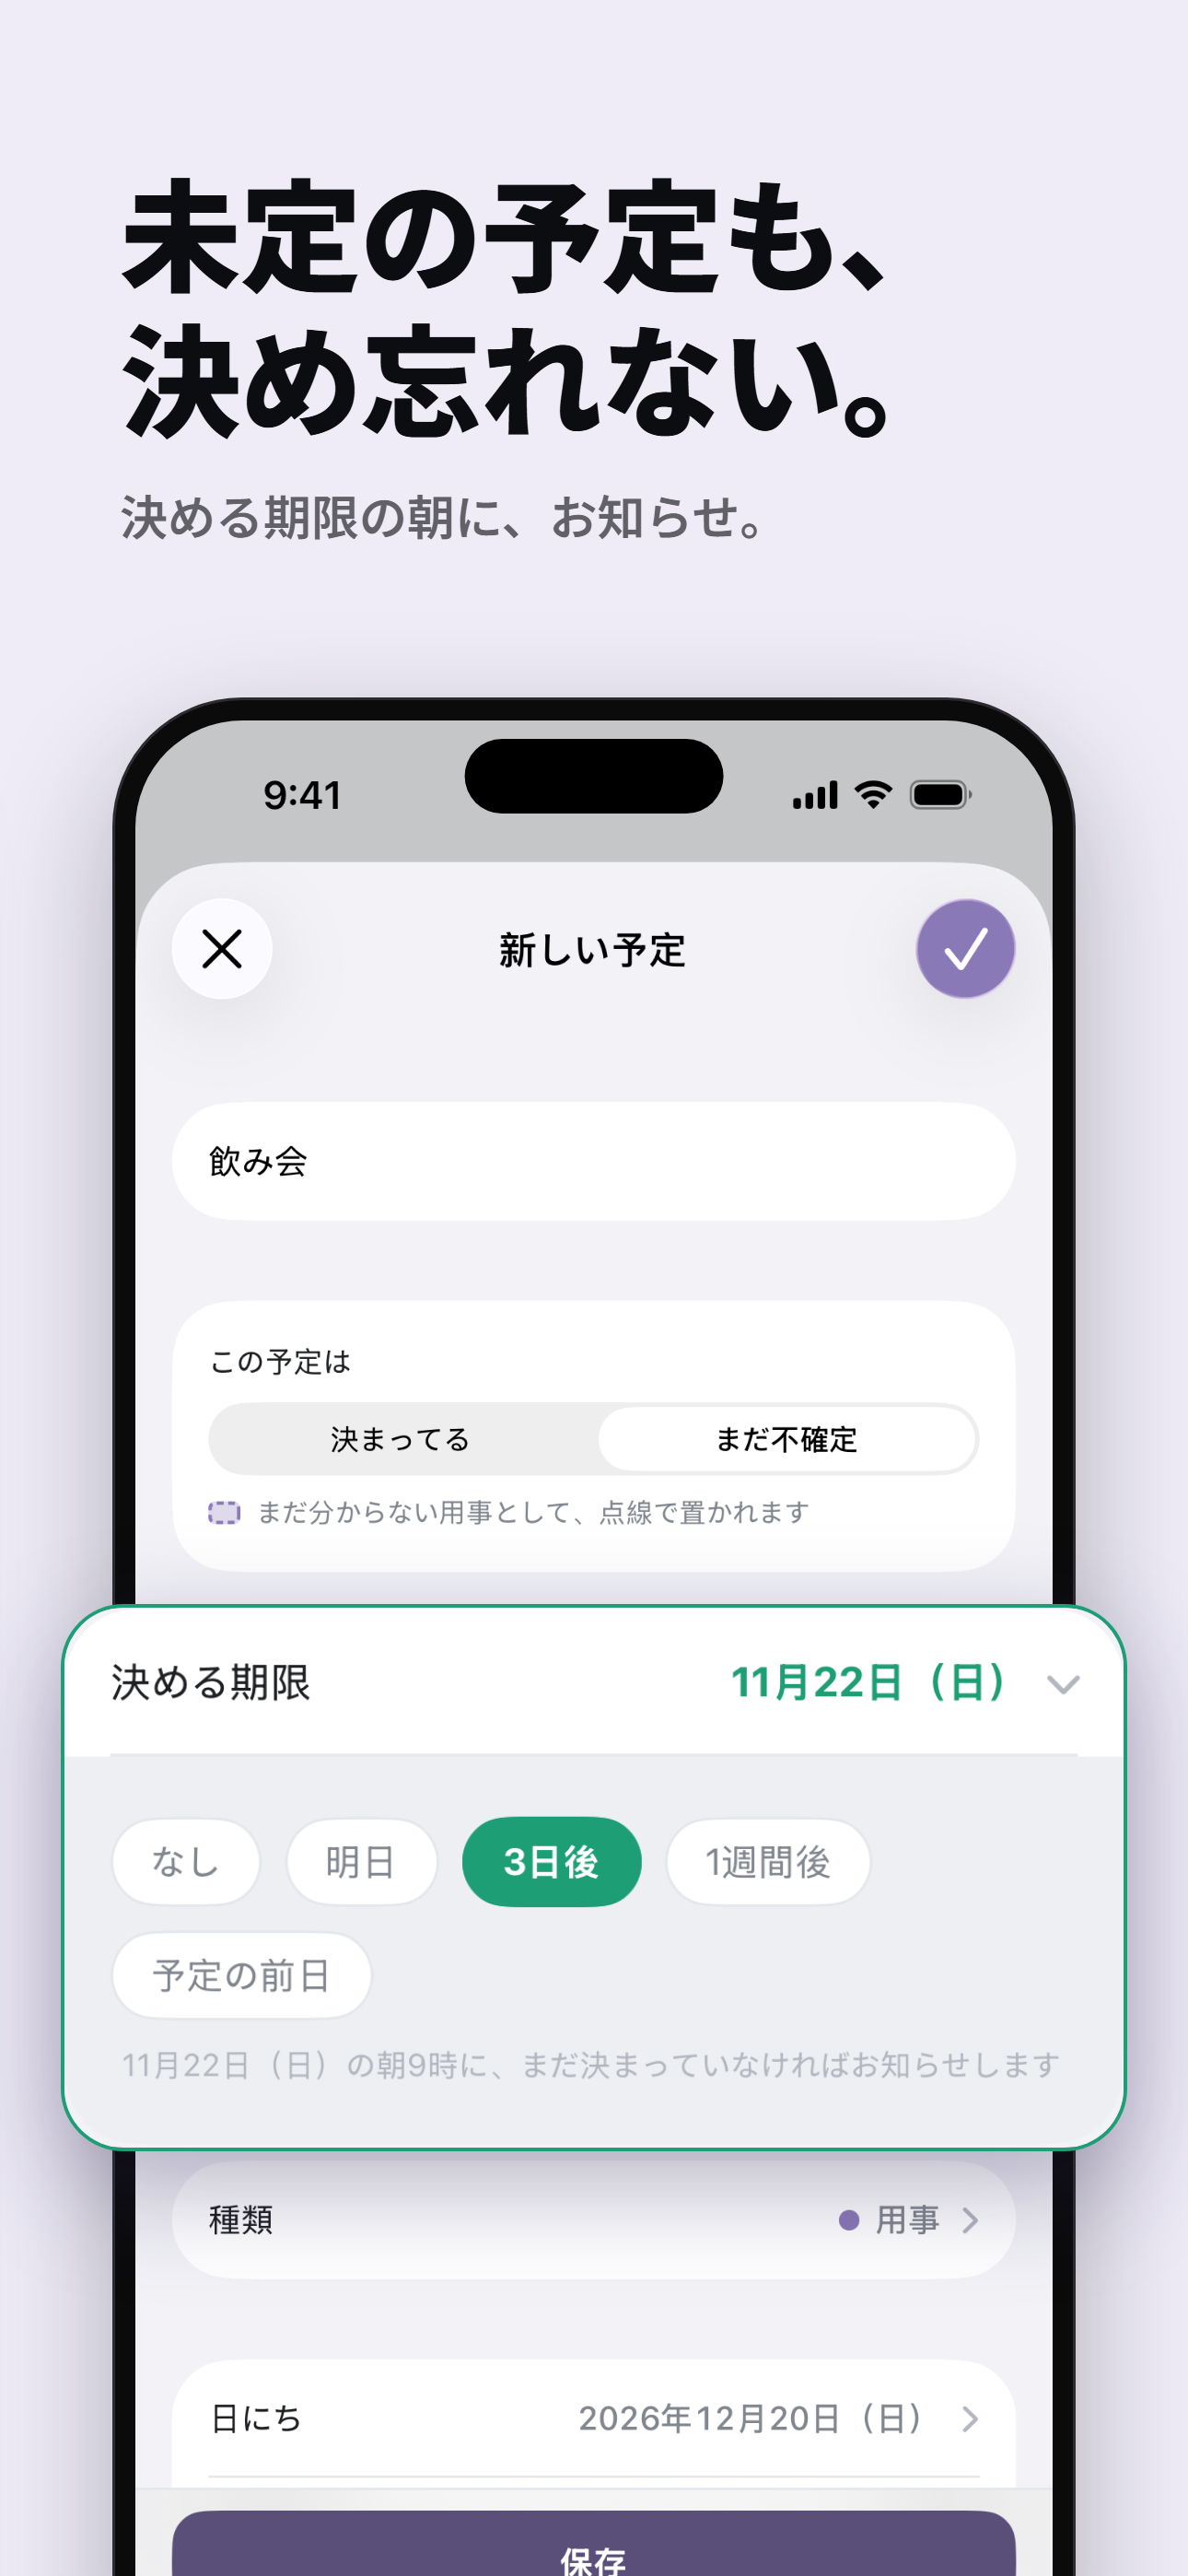 未定の予定も、
決め忘れない。
決める期限の朝に、お知らせ。
9:41
新しい予定
飲み会
この予定は
決まってる
まだ不確定
まだ分からない用事として、点線で置かれます
決める期限
11月22日（日）
なし
明日
3日後
1週間後
予定の前日
11月22日（日）の朝9時に、まだ決まっていなければお知らせします
種類
用事
日にち
2026年12月20日（日）
保存